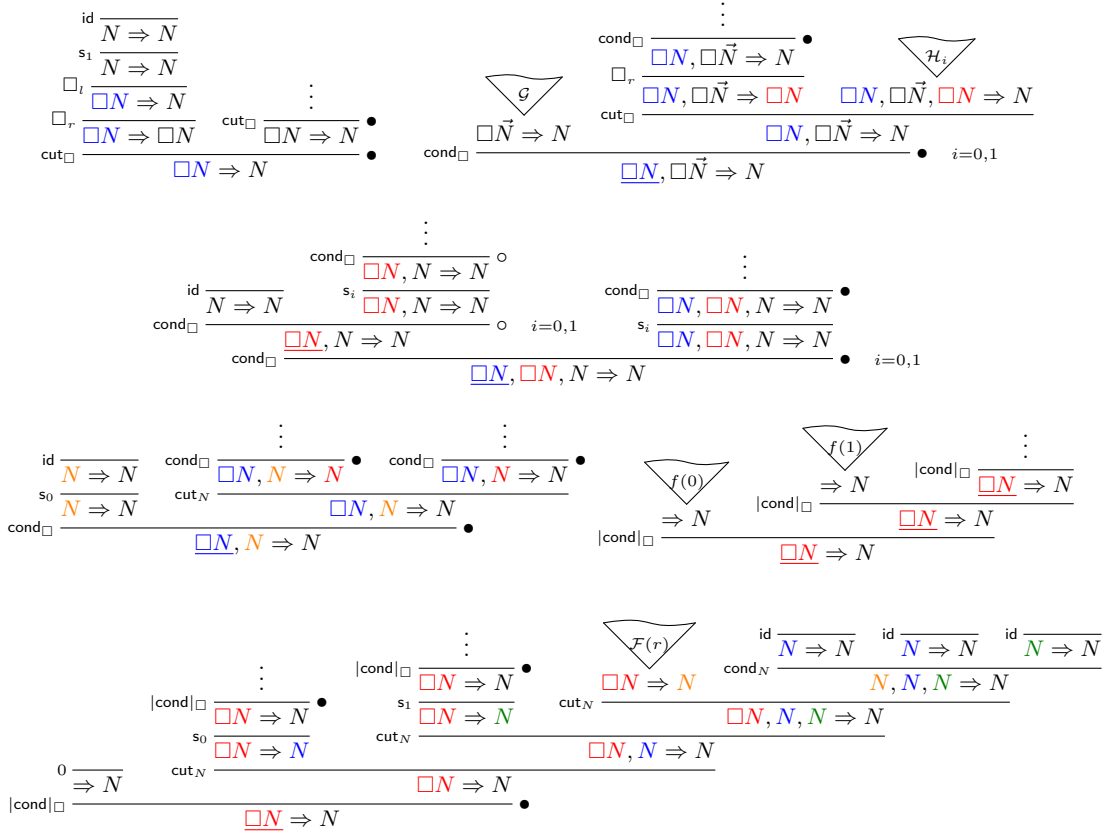 id
N ⇒ N
s₁
N ⇒ N
□ₗ
□N ⇒ N
⋮
□ᵣ
□N ⇒ □N
cut□
□N ⇒ N ●
cut□
□N ⇒ N ●
𝒢
□N⃗ ⇒ N
⋮
cond□ ●
□N, □N⃗ ⇒ N
□ᵣ
□N, □N⃗ ⇒ □N
ℋᵢ
□N, □N⃗, □N ⇒ N
cut□
□N, □N⃗ ⇒ N
cond□ ● i=0,1
□N, □N⃗ ⇒ N
id
N ⇒ N
⋮
cond□ ○
□N, N ⇒ N
sᵢ
□N, N ⇒ N
cond□ ○ i=0,1
□N, N ⇒ N
⋮
cond□ ●
□N, □N, N ⇒ N
sᵢ
□N, □N, N ⇒ N
cond□ ● i=0,1
□N, □N, N ⇒ N
id
N ⇒ N
s₀
N ⇒ N
⋮
cond□ ●
□N, N ⇒ N
⋮
cond□ ●
□N, N ⇒ N
cut_N
□N, N ⇒ N
cond□ ●
□N, N ⇒ N
f(0)
⇒ N
f(1)
⇒ N
⋮
|cond|□
□N ⇒ N
|cond|□
□N ⇒ N
|cond|□
□N ⇒ N
0
⇒ N
⋮
|cond|□ ●
□N ⇒ N
s₀
□N ⇒ N
⋮
|cond|□ ●
□N ⇒ N
s₁
□N ⇒ N
ℱ(r)
□N ⇒ N
id
N ⇒ N
id
N ⇒ N
id
N ⇒ N
cond_N
N, N, N ⇒ N
cut_N
□N, N, N ⇒ N
cut_N
□N, N ⇒ N
cut_N
□N ⇒ N
|cond|□ ●
□N ⇒ N